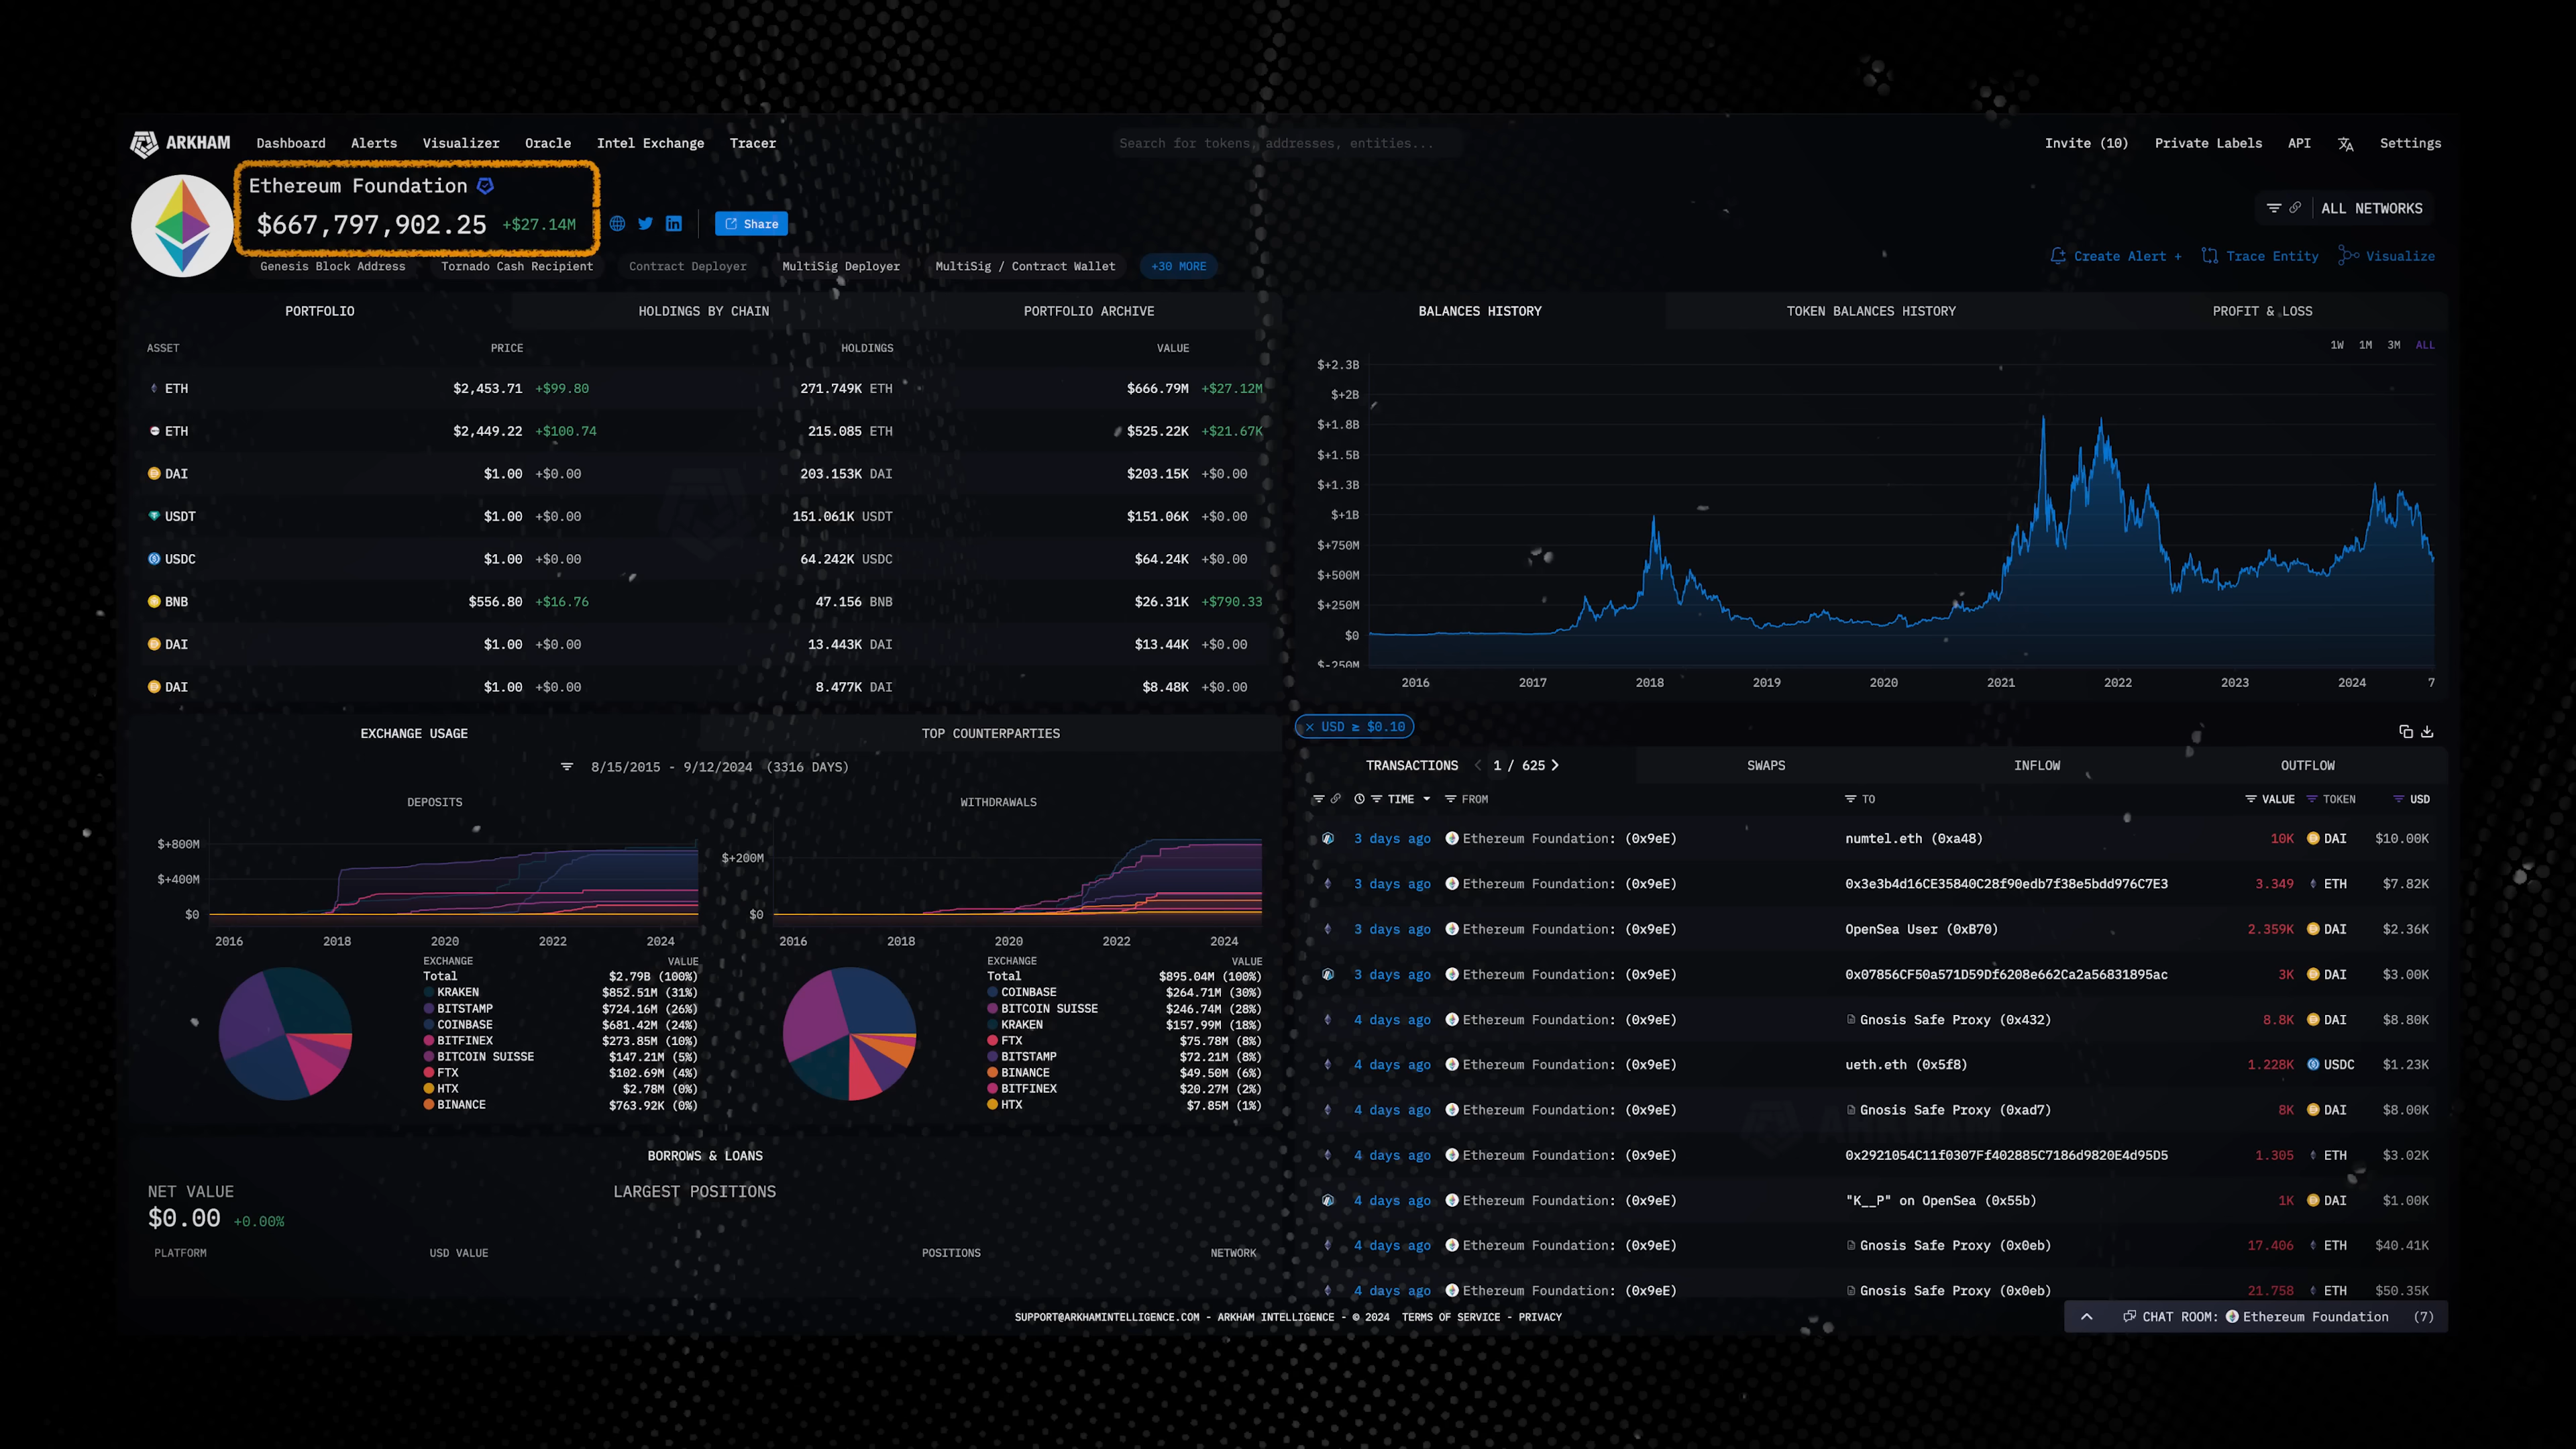 ARKHAM Dashboard Alerts Visualizer Oracle Intel Exchange Tracer Search for tokens, addresses, entities... Invite (10) Private Labels API Settings
Ethereum Foundation
$667,797,902.25 +$27.14M Share
ALL NETWORKS
Genesis Block Address Tornado Cash Recipient Contract Deployer MultiSig Deployer MultiSig / Contract Wallet +30 MORE
Create Alert + Trace Entity Visualize
PORTFOLIO HOLDINGS BY CHAIN PORTFOLIO ARCHIVE
ASSET PRICE HOLDINGS VALUE
ETH $2,453.71 +$99.80 271.749K ETH $666.79M +$27.12M
ETH $2,449.22 +$100.74 215.085 ETH $525.22K +$21.67K
DAI $1.00 +$0.00 203.153K DAI $203.15K +$0.00
USDT $1.00 +$0.00 151.061K USDT $151.06K +$0.00
USDC $1.00 +$0.00 64.242K USDC $64.24K +$0.00
BNB $556.80 +$16.76 47.156 BNB $26.31K +$790.33
DAI $1.00 +$0.00 13.443K DAI $13.44K +$0.00
DAI $1.00 +$0.00 8.477K DAI $8.48K +$0.00
BALANCES HISTORY TOKEN BALANCES HISTORY PROFIT & LOSS
1W 1M 3M ALL
$+2.3B
$+2B
$+1.8B
$+1.5B
$+1.3B
$+1B
$+750M
$+500M
$+250M
$0
$-250M
2016 2017 2018 2019 2020 2021 2022 2023 2024 7
EXCHANGE USAGE TOP COUNTERPARTIES
8/15/2015 - 9/12/2024 (3316 DAYS)
DEPOSITS
$+800M
$+400M
$0
2016 2018 2020 2022 2024
EXCHANGE VALUE
Total $2.79B (100%)
KRAKEN $852.51M (31%)
BITSTAMP $724.16M (26%)
COINBASE $681.42M (24%)
BITFINEX $273.85M (10%)
BITCOIN SUISSE $147.21M (5%)
FTX $102.69M (4%)
HTX $2.78M (0%)
BINANCE $763.92K (0%)
WITHDRAWALS
$+200M
$0
2016 2018 2020 2022 2024
EXCHANGE VALUE
Total $895.04M (100%)
COINBASE $264.71M (30%)
BITCOIN SUISSE $246.74M (28%)
KRAKEN $157.99M (18%)
FTX $75.78M (8%)
BITSTAMP $72.21M (8%)
BINANCE $49.50M (6%)
BITFINEX $20.27M (2%)
HTX $7.85M (1%)
BORROWS & LOANS
NET VALUE LARGEST POSITIONS
$0.00 +0.00%
PLATFORM USD VALUE POSITIONS NETWORK
USD ≥ $0.10
TRANSACTIONS 1 / 625 SWAPS INFLOW OUTFLOW
TIME FROM TO VALUE TOKEN USD
3 days ago Ethereum Foundation: (0x9eE) numtel.eth (0xa48) 10K DAI $10.00K
3 days ago Ethereum Foundation: (0x9eE) 0x3e3b4d16CE35840C28f90edb7f38e5bdd976C7E3 3.349 ETH $7.82K
3 days ago Ethereum Foundation: (0x9eE) OpenSea User (0xB70) 2.359K DAI $2.36K
3 days ago Ethereum Foundation: (0x9eE) 0x07856CF50a571D59Df6208e662Ca2a56831895ac 3K DAI $3.00K
4 days ago Ethereum Foundation: (0x9eE) Gnosis Safe Proxy (0x432) 8.8K DAI $8.80K
4 days ago Ethereum Foundation: (0x9eE) ueth.eth (0x5f8) 1.228K USDC $1.23K
4 days ago Ethereum Foundation: (0x9eE) Gnosis Safe Proxy (0xad7) 8K DAI $8.00K
4 days ago Ethereum Foundation: (0x9eE) 0x2921054C11f0307Ff402885C7186d9820E4d95D5 1.305 ETH $3.02K
4 days ago Ethereum Foundation: (0x9eE) "K__P" on OpenSea (0x55b) 1K DAI $1.00K
4 days ago Ethereum Foundation: (0x9eE) Gnosis Safe Proxy (0x0eb) 17.406 ETH $40.41K
4 days ago Ethereum Foundation: (0x9eE) Gnosis Safe Proxy (0x0eb) 21.758 ETH $50.35K
SUPPORT@ARKHAMINTELLIGENCE.COM - ARKHAM INTELLIGENCE - © 2024 TERMS OF SERVICE - PRIVACY
CHAT ROOM: Ethereum Foundation (7)